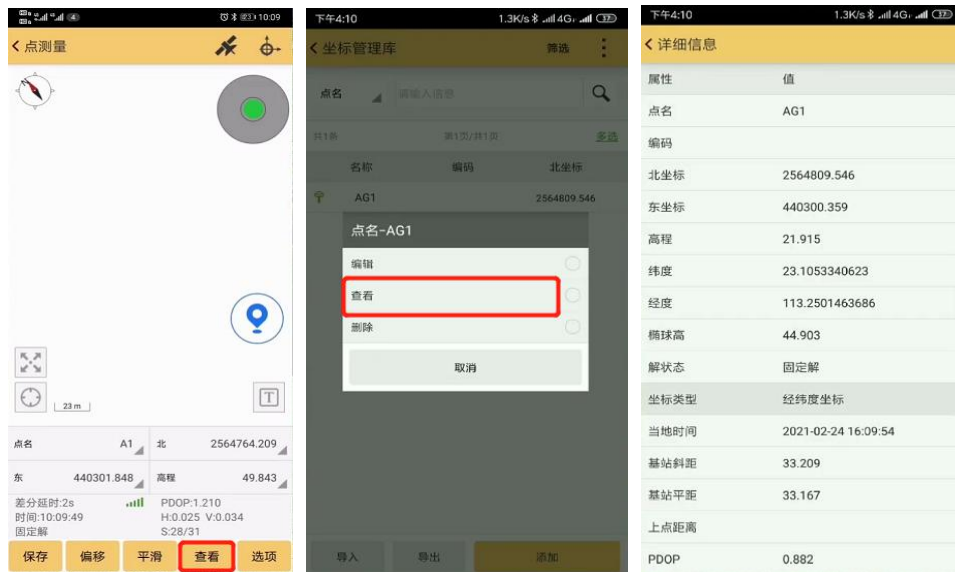 10:09
点测量
23 m
T
点名 A1 北 2564764.209
东 440301.848 高程 49.843
差分延时:2s PDOP:1.210
时间:10:09:49 H:0.025 V:0.034
固定解 S:28/31
保存 偏移 平滑 查看 选项
下午4:10 1.3K/s 4G
坐标管理库 筛选
点名 请输入信息
共1条 第1页/共1页 多选
名称 编码 北坐标
AG1 2564809.546
点名-AG1
编辑
查看
删除
取消
导入 导出 添加
下午4:10 1.3K/s 4G
详细信息
属性 值
点名 AG1
编码
北坐标 2564809.546
东坐标 440300.359
高程 21.915
纬度 23.1053340623
经度 113.2501463686
椭球高 44.903
解状态 固定解
坐标类型 经纬度坐标
当地时间 2021-02-24 16:09:54
基站斜距 33.209
基站平距 33.167
上点距离
PDOP 0.882